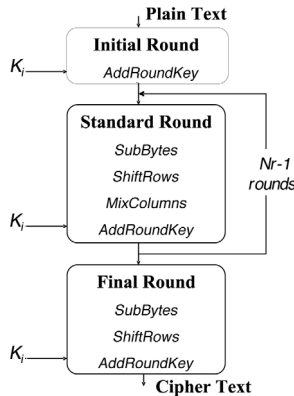 Plain Text
Initial Round
Ki
AddRoundKey
Standard Round
SubBytes
ShiftRows
MixColumns
Ki
AddRoundKey
Nr-1
rounds
Final Round
SubBytes
ShiftRows
Ki
AddRoundKey
Cipher Text